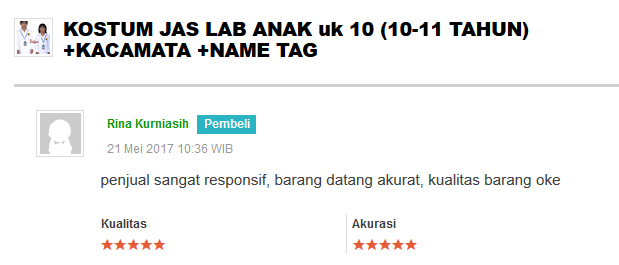 KOSTUM JAS LAB ANAK uk 10 (10-11 TAHUN)
+KACAMATA +NAME TAG
Rina Kurniasih Pembeli
21 Mei 2017 10:36 WIB
penjual sangat responsif, barang datang akurat, kualitas barang oke
Kualitas Akurasi